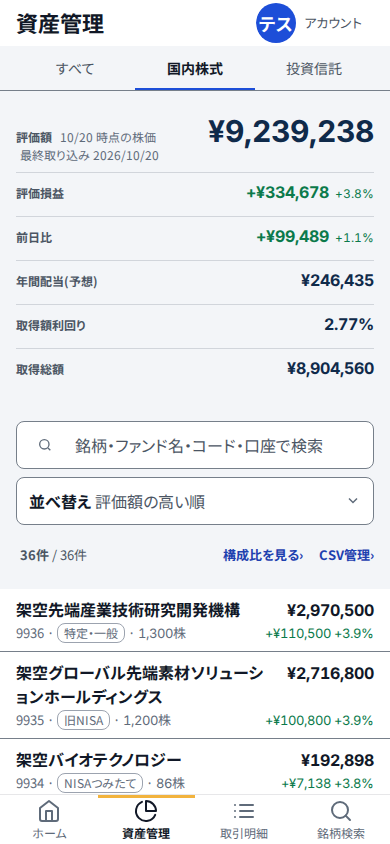 資産管理
テス アカウント
すべて 国内株式 投資信託
評価額 10/20 時点の株価 ¥9,239,238
最終取り込み 2026/10/20
評価損益 +¥334,678 +3.8%
前日比 +¥99,489 +1.1%
年間配当(予想) ¥246,435
取得額利回り 2.77%
取得総額 ¥8,904,560
銘柄・ファンド名・コード・口座で検索
並べ替え 評価額の高い順
36件 / 36件 構成比を見る› CSV管理›
架空先端産業技術研究開発機構 ¥2,970,500
9936 · 特定・一般 · 1,300株 +¥110,500 +3.9%
架空グローバル先端素材ソリューシ ¥2,716,800
ョンホールディングス
9935 · 旧NISA · 1,200株 +¥100,800 +3.9%
架空バイオテクノロジー ¥192,898
9934 · NISAつみたて · 86株 +¥7,138 +3.8%
ホーム 資産管理 取引明細 銘柄検索